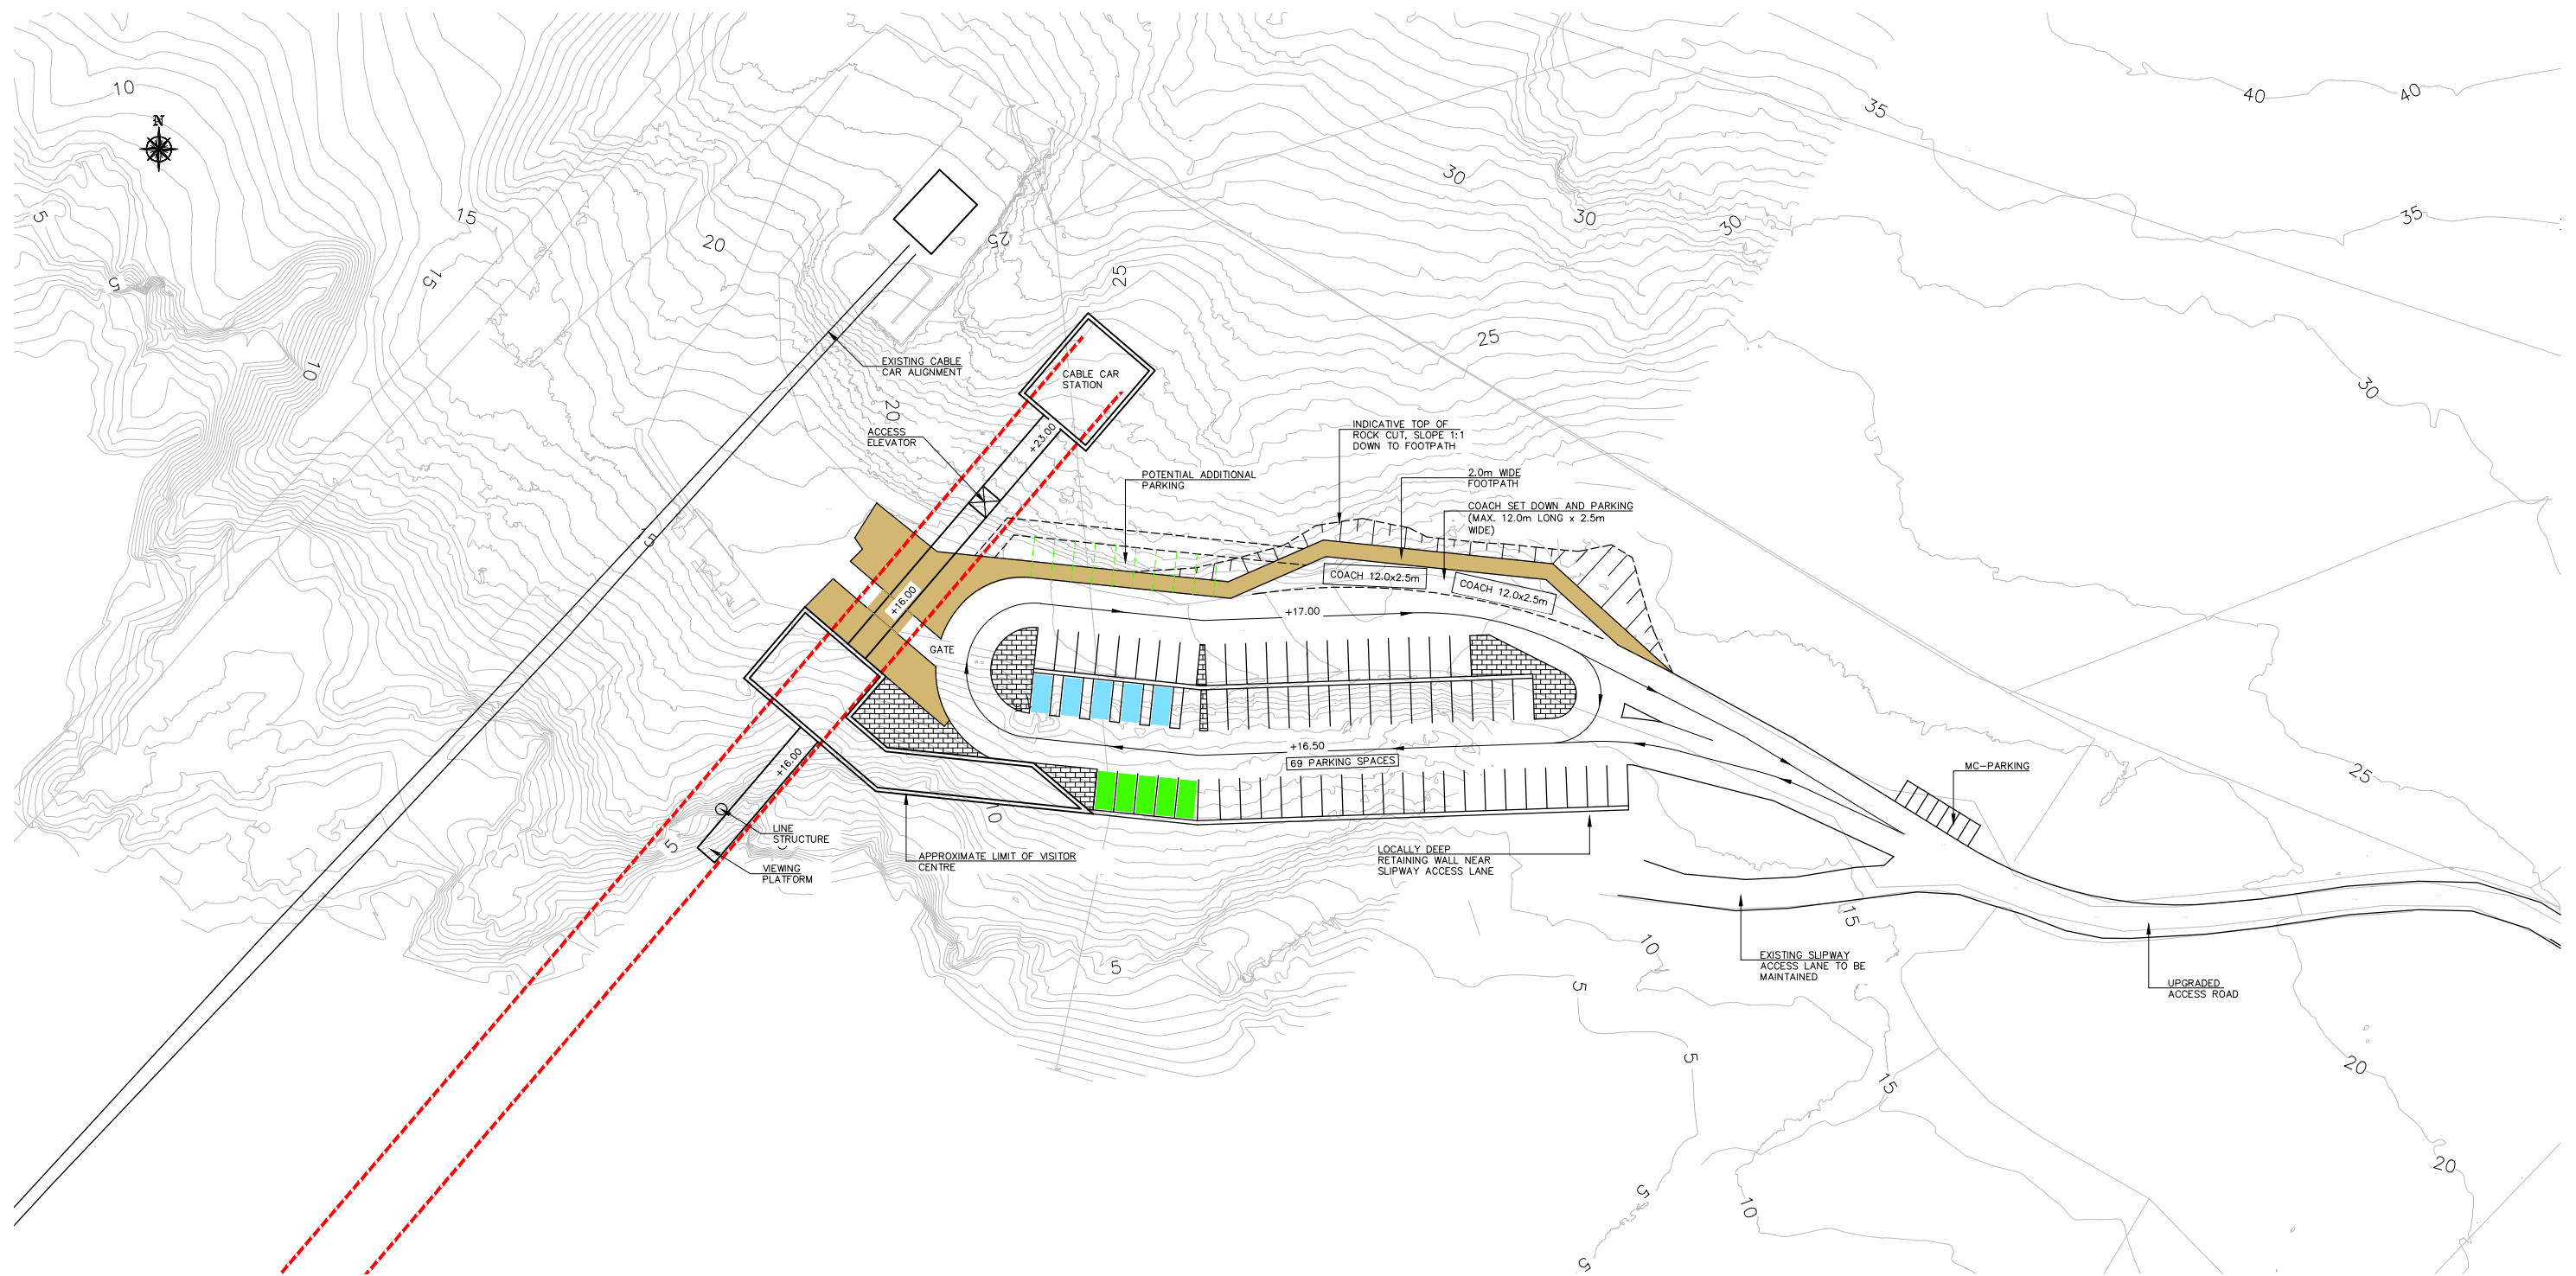 N
10
5
5
15
15
10
20
25
25
35
40
40
30
30
30
35
25
30
EXISTING CABLE
CAR ALIGNMENT
20
CABLE CAR
STATION
ACCESS
ELEVATOR
+23.00
POTENTIAL ADDITIONAL
PARKING
INDICATIVE TOP OF
ROCK CUT, SLOPE 1:1
DOWN TO FOOTPATH
2.0m WIDE
FOOTPATH
COACH SET DOWN AND PARKING
(MAX. 12.0m LONG x 2.5m
WIDE)
COACH 12.0x2.5m
COACH 12.0x2.5m
+16.00
+17.00
GATE
+16.50
69 PARKING SPACES
+16.00
MC-PARKING
25
10
5
LINE
STRUCTURE
VIEWING
PLATFORM
APPROXIMATE LIMIT OF VISITOR
CENTRE
LOCALLY DEEP
RETAINING WALL NEAR
SLIPWAY ACCESS LANE
15
10
5
5
EXISTING SLIPWAY
ACCESS LANE TO BE
MAINTAINED
UPGRADED
ACCESS ROAD
5
15
20
20
5
10
5